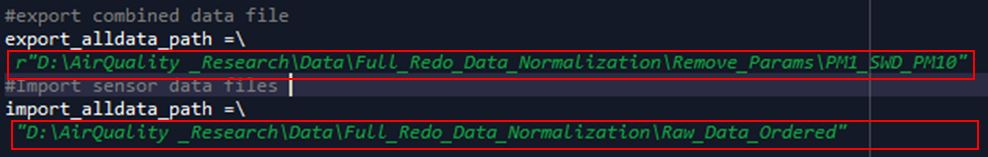 #export combined data file
export_alldata_path =\
r"D:\AirQuality _Research\Data\Full_Redo_Data_Normalization\Remove_Params\PM1_SWD_PM10"
#Import sensor data files
import_alldata_path =\
"D:\AirQuality _Research\Data\Full_Redo_Data_Normalization\Raw_Data_Ordered"